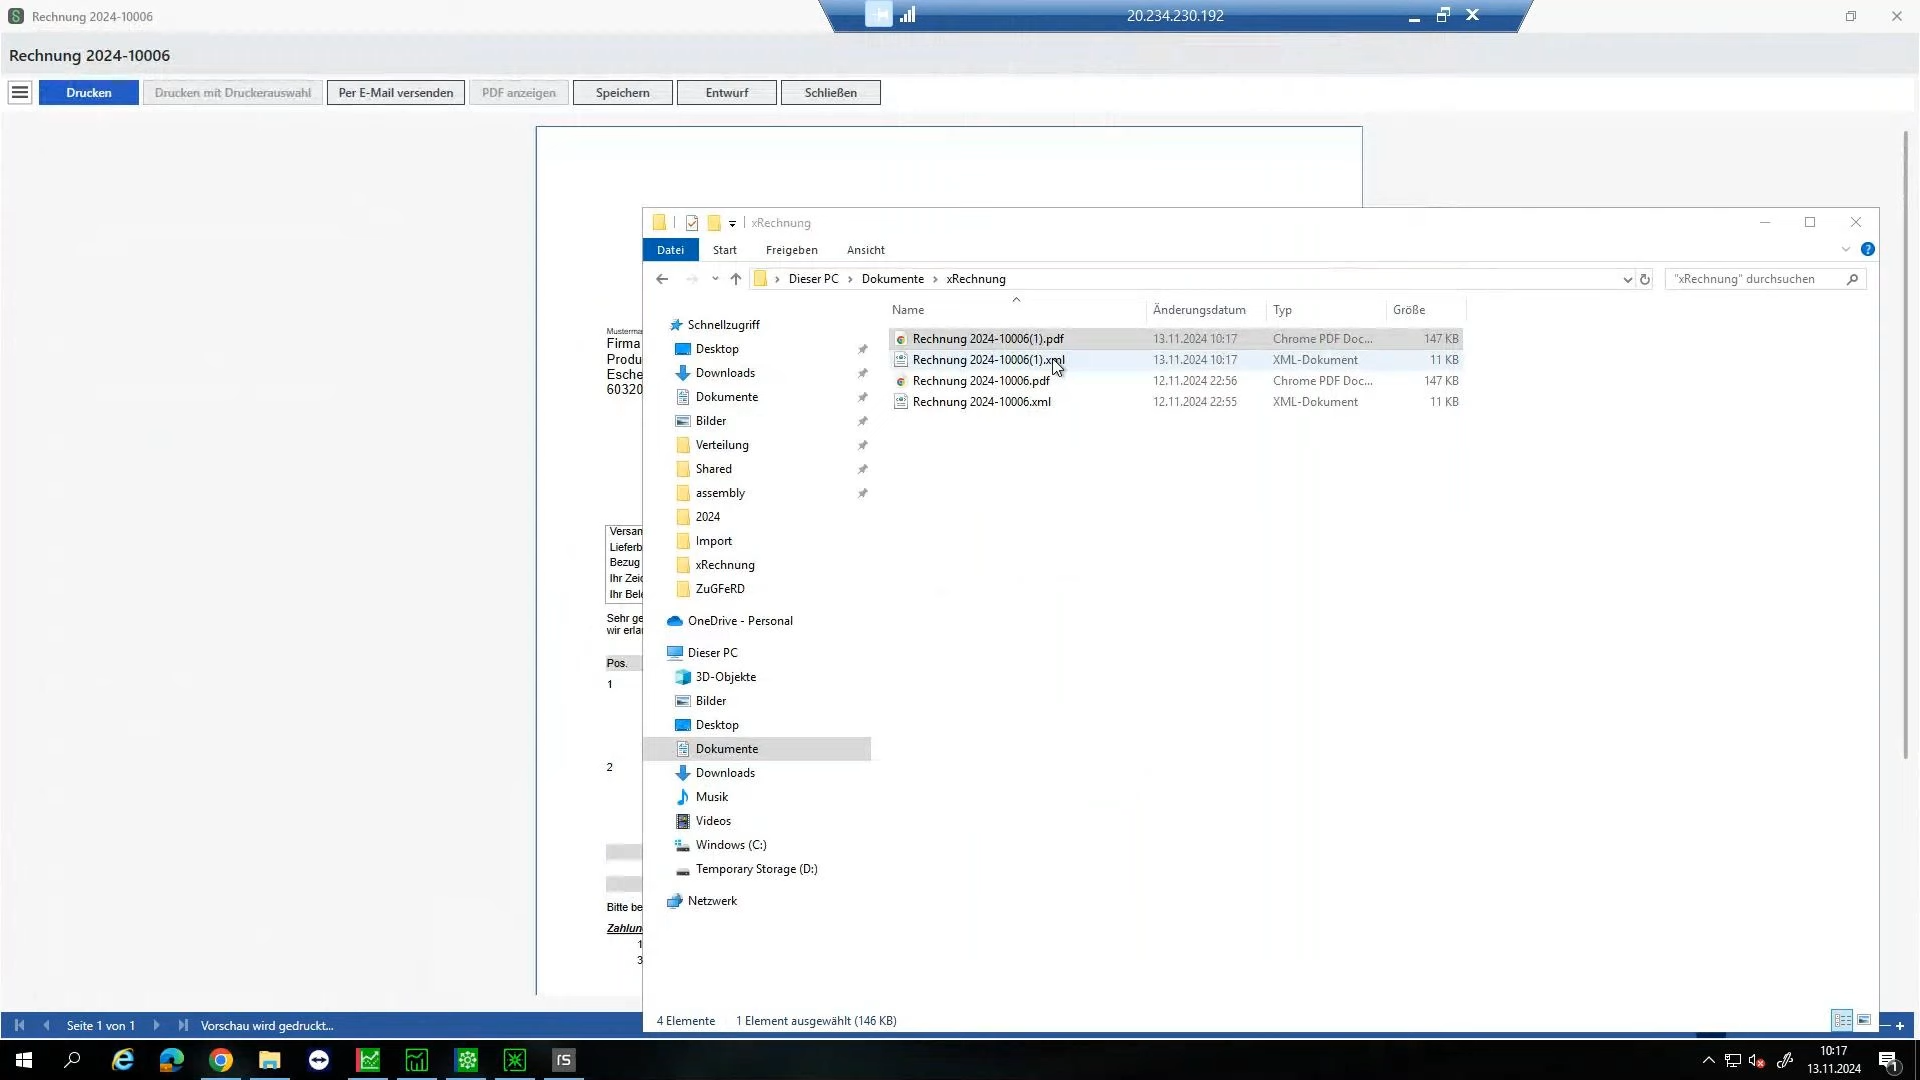 Rechnung 2024-10006
20.234.230.192
Rechnung 2024-10006
Drucken
Drucken mit Druckerauswahl
Per E-Mail versenden
PDF anzeigen
Speichern
Entwurf
Schließen
Firma
Produ
Esche
60320
Versan
Lieferb
Bezug
Ihr Zeic
Ihr Bele
Sehr ge
wir erla
Pos.
1
2
Bitte be
Zahlun
1
3
xRechnung
Datei
Start
Freigeben
Ansicht
Dieser PC
Dokumente
xRechnung
"xRechnung" durchsuchen
Name Änderungsdatum Typ Größe
Rechnung 2024-10006(1).pdf 13.11.2024 10:17 Chrome PDF Doc... 147 KB
Rechnung 2024-10006(1).xml 13.11.2024 10:17 XML-Dokument 11 KB
Rechnung 2024-10006.pdf 12.11.2024 22:56 Chrome PDF Doc... 147 KB
Rechnung 2024-10006.xml 12.11.2024 22:55 XML-Dokument 11 KB
Schnellzugriff
Desktop
Downloads
Dokumente
Bilder
Verteilung
Shared
assembly
2024
Import
xRechnung
ZuGFeRD
OneDrive - Personal
Dieser PC
3D-Objekte
Bilder
Desktop
Dokumente
Downloads
Musik
Videos
Windows (C:)
Temporary Storage (D:)
Netzwerk
4 Elemente 1 Element ausgewählt (146 KB)
Seite 1 von 1 Vorschau wird gedruckt...
rs
10:17
13.11.2024
1